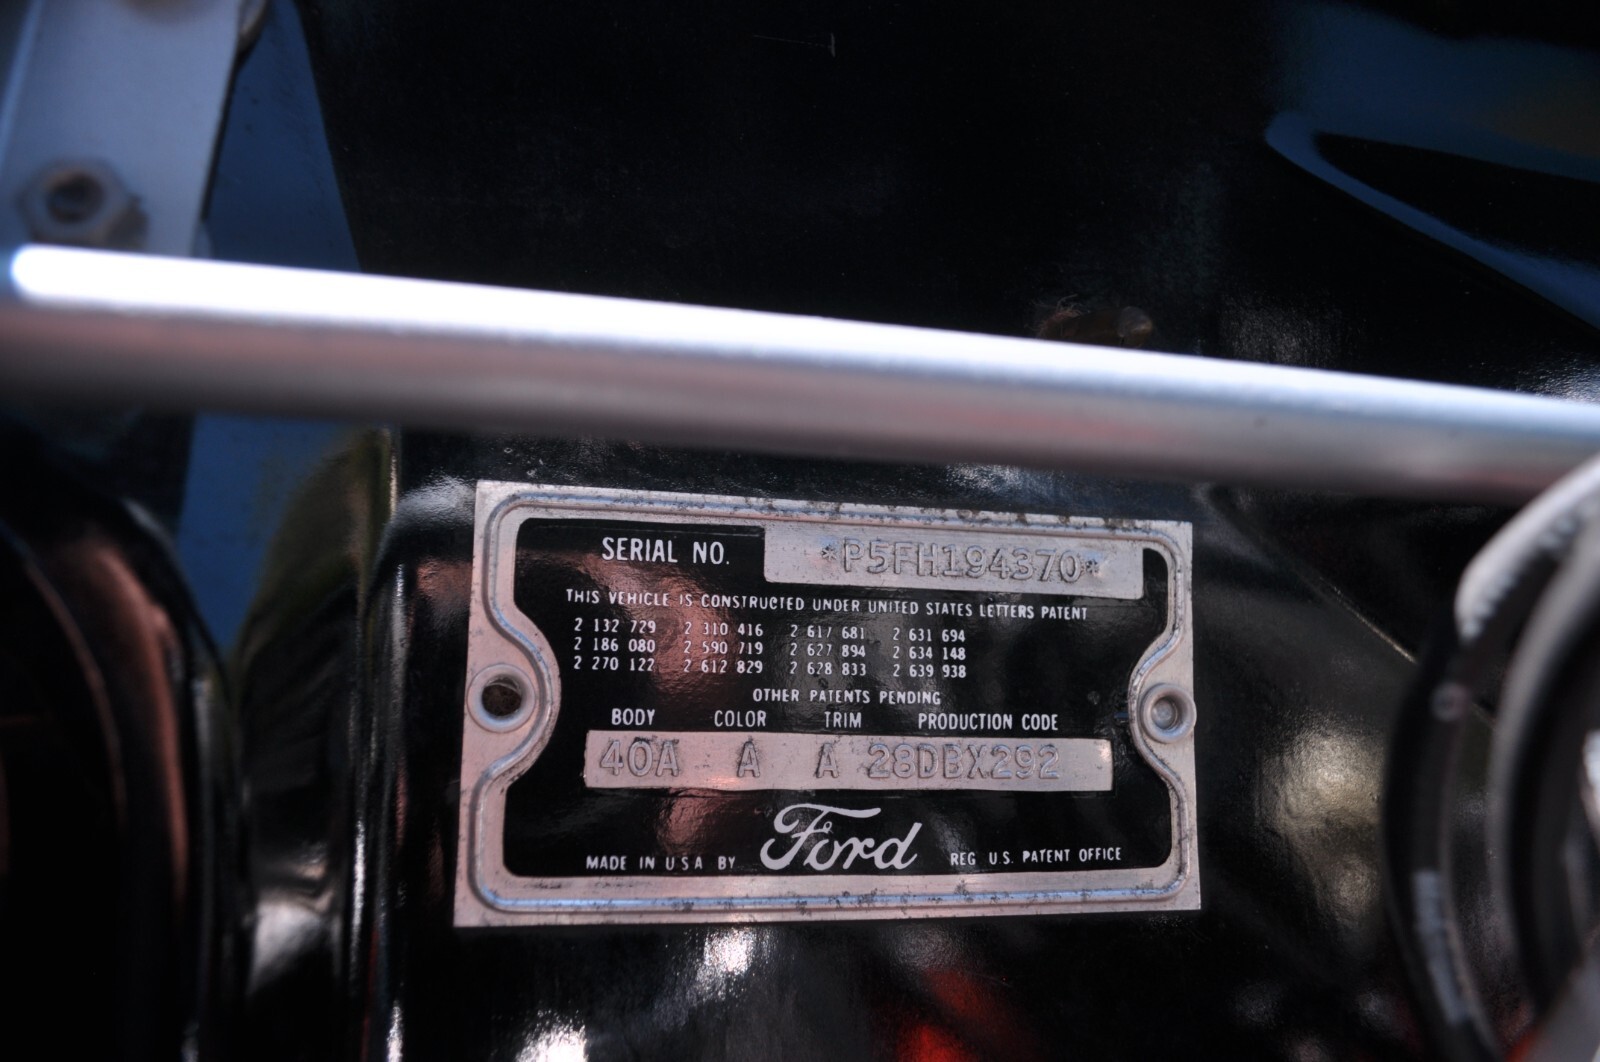 SERIAL NO. *P5FH194370*
THIS VEHICLE IS CONSTRUCTED UNDER UNITED STATES LETTERS PATENT
2 132 729 2 310 416 2 617 681 2 631 694
2 186 080 2 590 719 2 627 894 2 634 148
2 270 122 2 612 829 2 628 833 2 639 938
OTHER PATENTS PENDING
BODY COLOR TRIM PRODUCTION CODE
40A A A 28DBX292
MADE IN U.S.A BY Ford REG U.S. PATENT OFFICE